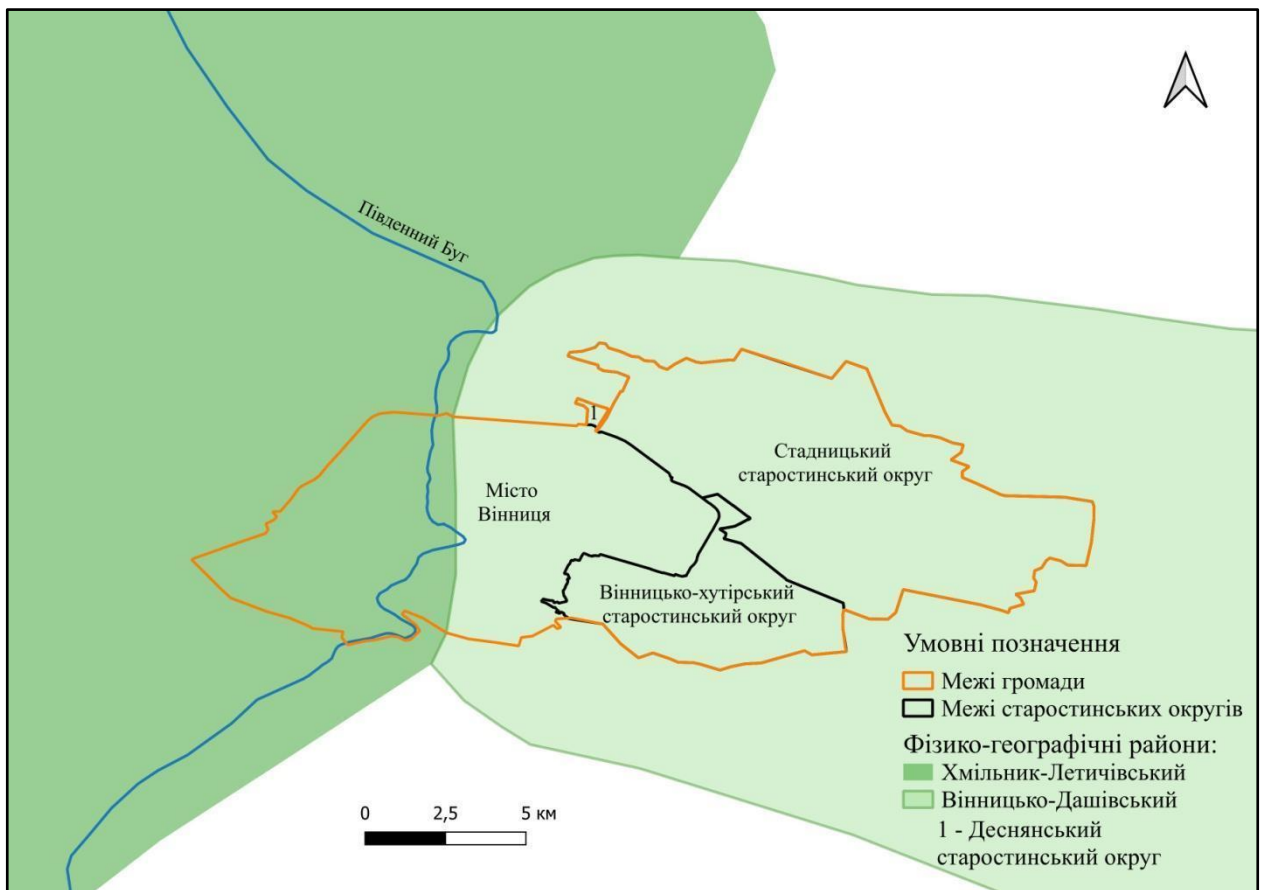 Південний Буг
1
Стадницький
старостинський округ
Місто
Вінниця
Вінницько-хутірський
старостинський округ
Умовні позначення
Межі громади
Межі старостинських округів
Фізико-географічні райони:
Хмільник-Летичівський
Вінницько-Дашівський
1 - Деснянський
старостинський округ
0 2,5 5 км